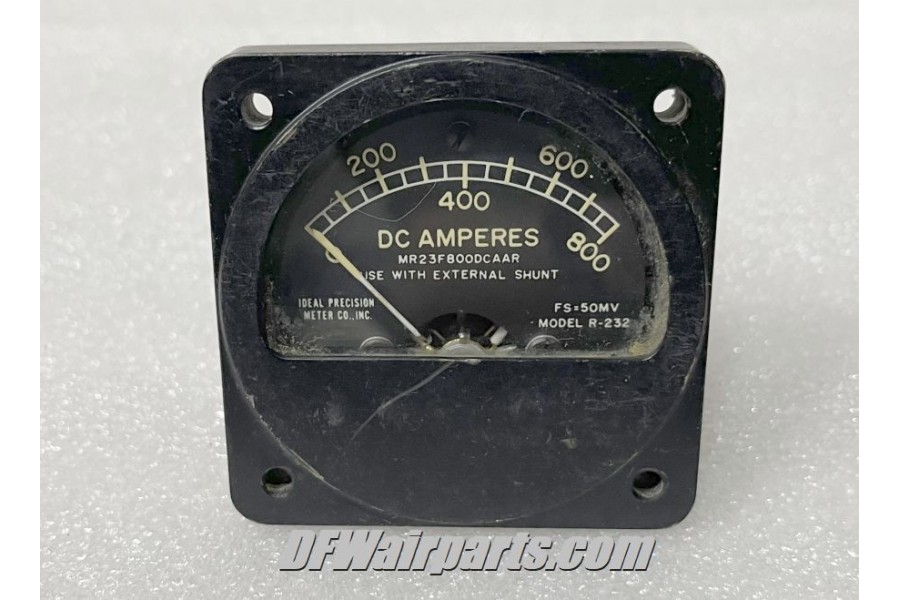 200
600
400
0
800
DC AMPERES
MR23F800DCAAR
USE WITH EXTERNAL SHUNT
IDEAL PRECISION
METER CO., INC.
FS=50MV
MODEL R-232
DFWairparts.com